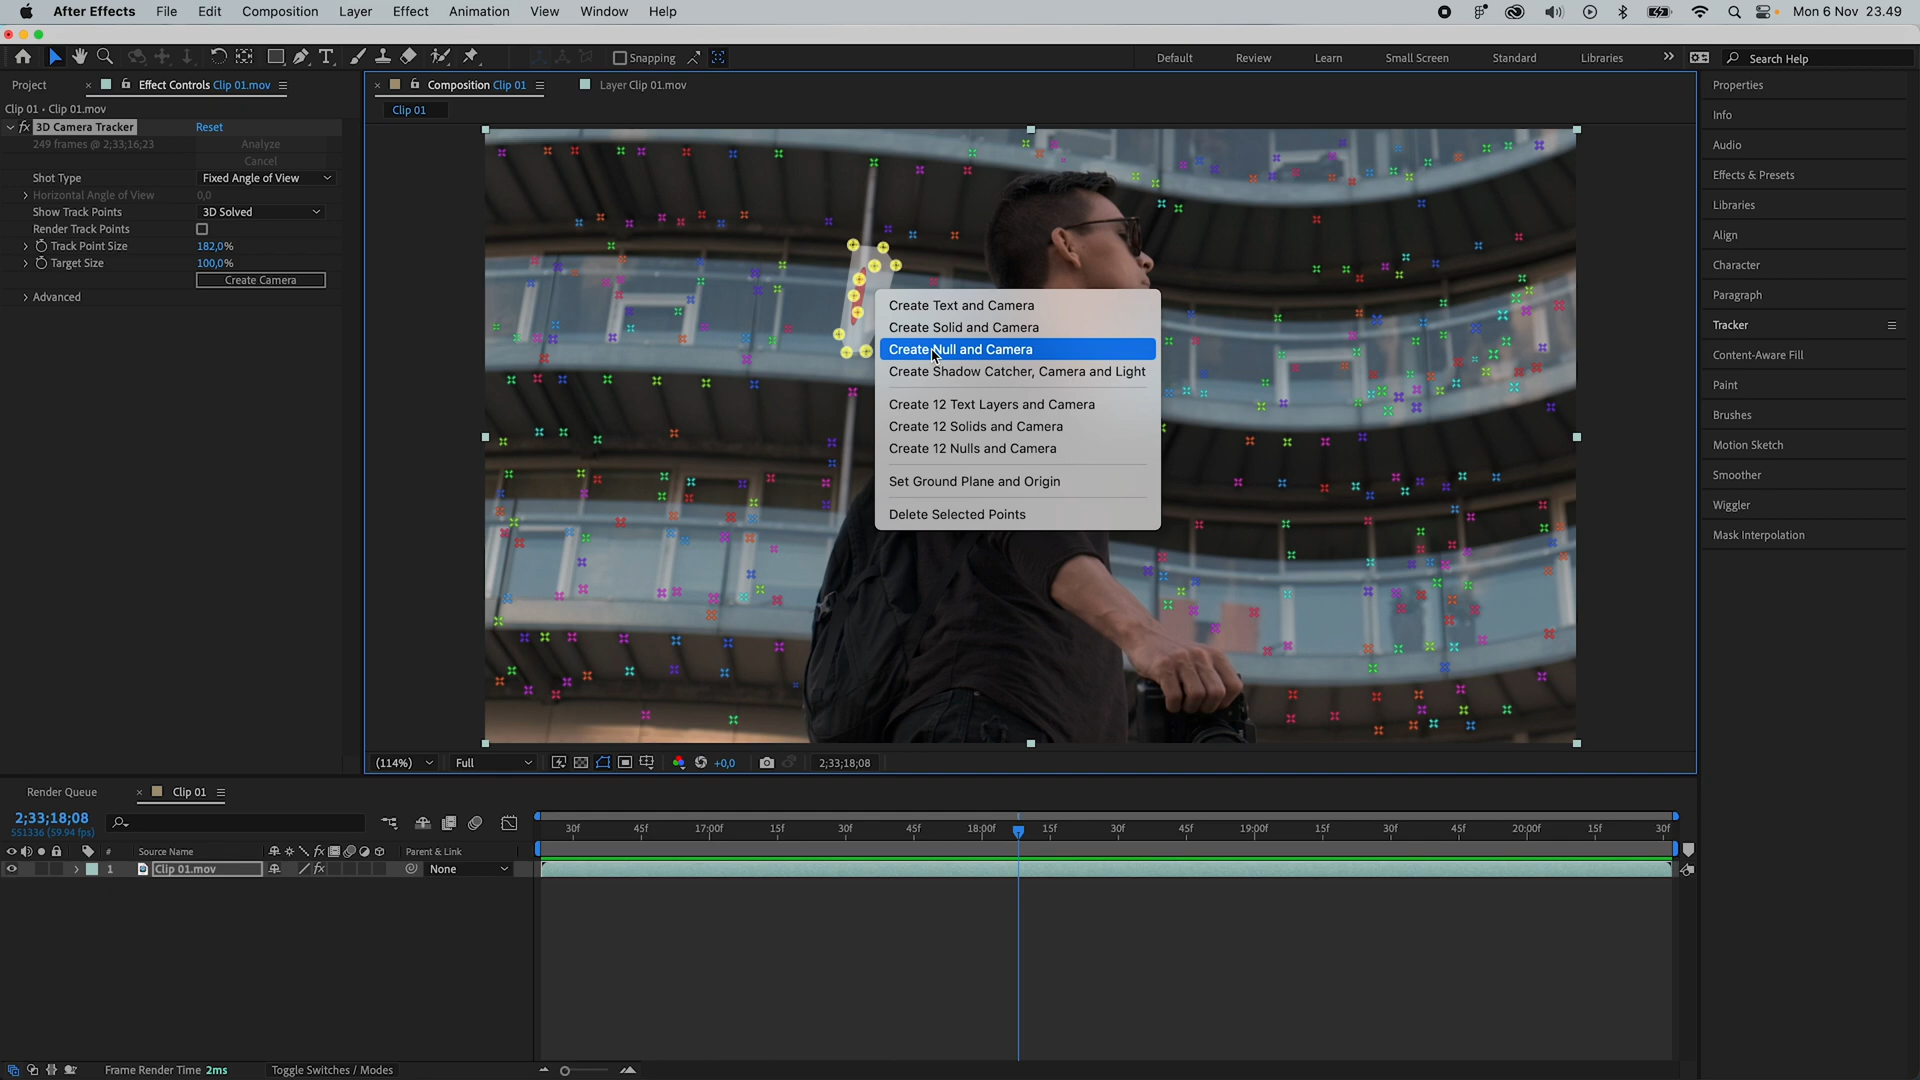 After Effects File Edit Composition Layer Effect Animation View Window Help Mon 6 Nov 23.49
Snapping Default Review Learn Small Screen Standard Libraries Search Help
Project Effect Controls Clip 01.mov
Clip 01 • Clip 01.mov
fx 3D Camera Tracker Reset
249 frames @ 2;33;16;23 Analyze
Cancel
Shot Type Fixed Angle of View
Horizontal Angle of View 0,0
Show Track Points 3D Solved
Render Track Points
Track Point Size 182,0%
Target Size 100,0%
Create Camera
Advanced
Composition Clip 01 Layer Clip 01.mov
Clip 01
Create Text and Camera
Create Solid and Camera
Create Null and Camera
Create Shadow Catcher, Camera and Light
Create 12 Text Layers and Camera
Create 12 Solids and Camera
Create 12 Nulls and Camera
Set Ground Plane and Origin
Delete Selected Points
(114%) Full +0,0 2;33;18;08
Properties
Info
Audio
Effects & Presets
Libraries
Align
Character
Paragraph
Tracker
Content-Aware Fill
Paint
Brushes
Motion Sketch
Smoother
Wiggler
Mask Interpolation
Render Queue Clip 01
2;33;18;08
551336 (59.94 fps)
30f 45f 17:00f 15f 30f 45f 18:00f 15f 30f 45f 19:00f 15f 30f 45f 20:00f 15f 30f
# Source Name fx Parent & Link
1 Clip 01.mov fx None
Frame Render Time 2ms Toggle Switches / Modes